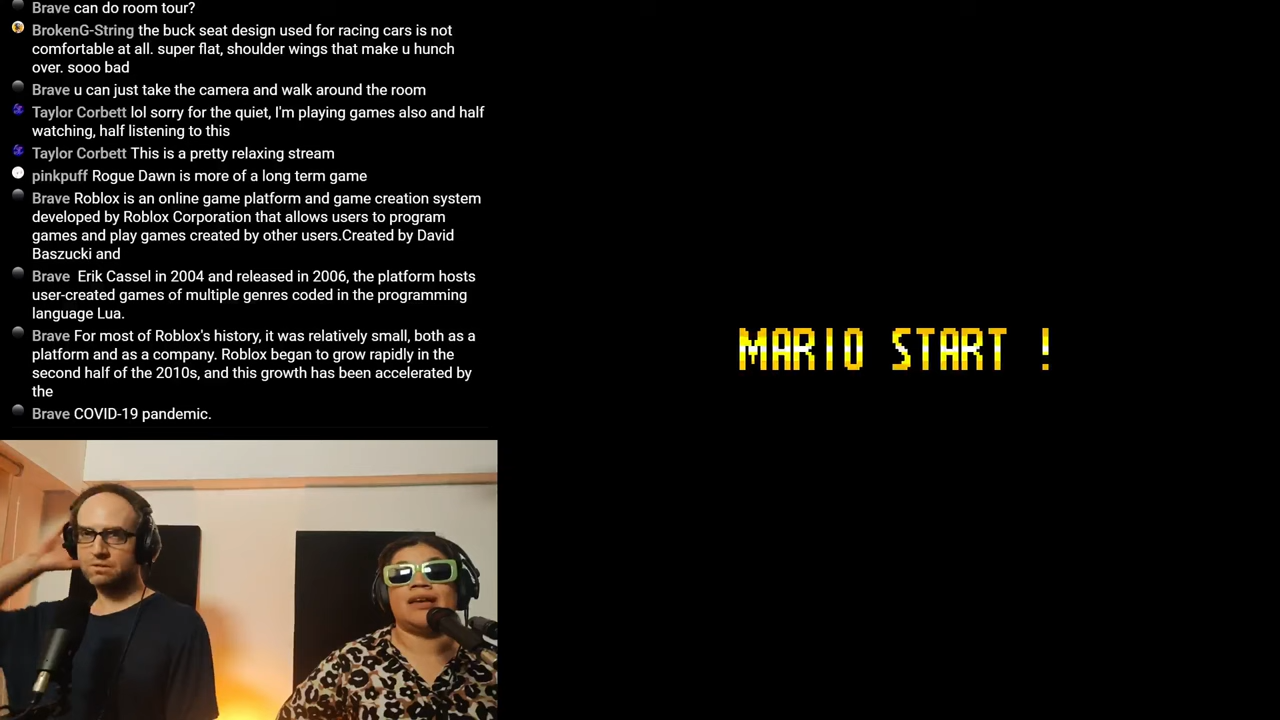 Brave can do room tour?
BrokenG-String the buck seat design used for racing cars is not
comfortable at all. super flat, shoulder wings that make u hunch
over. sooo bad
Brave u can just take the camera and walk around the room
Taylor Corbett lol sorry for the quiet, I'm playing games also and half
watching, half listening to this
Taylor Corbett This is a pretty relaxing stream
pinkpuff Rogue Dawn is more of a long term game
Brave Roblox is an online game platform and game creation system
developed by Roblox Corporation that allows users to program
games and play games created by other users.Created by David
Baszucki and
Brave Erik Cassel in 2004 and released in 2006, the platform hosts
user-created games of multiple genres coded in the programming
language Lua.
Brave For most of Roblox's history, it was relatively small, both as a
platform and as a company. Roblox began to grow rapidly in the
second half of the 2010s, and this growth has been accelerated by
the
Brave COVID-19 pandemic.
MARIO START !